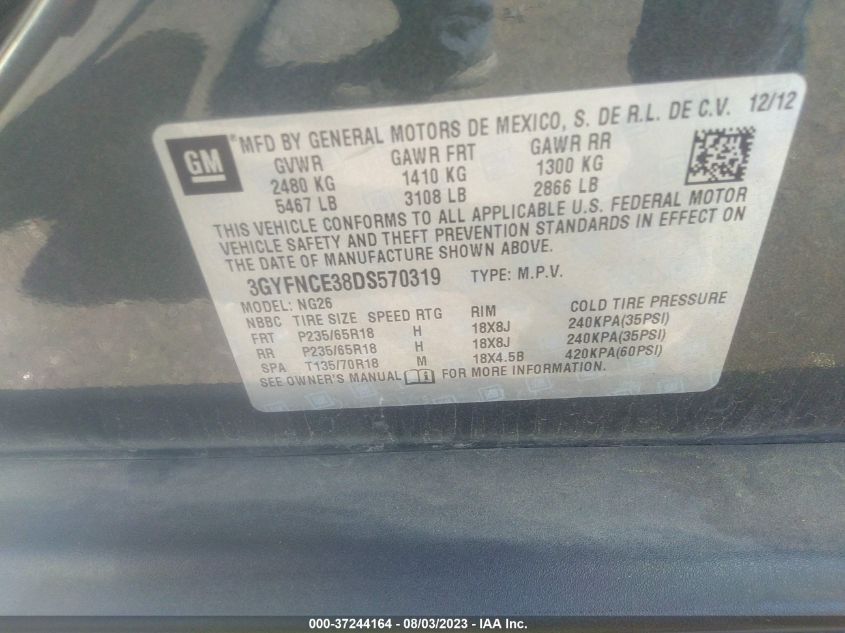 GM
® MFD BY GENERAL MOTORS DE MEXICO, S. DE R.L. DE C.V. 12/12
GVWR GAWR FRT GAWR RR
2480 KG 1410 KG 1300 KG
5467 LB 3108 LB 2866 LB
THIS VEHICLE CONFORMS TO ALL APPLICABLE U.S. FEDERAL MOTOR
VEHICLE SAFETY AND THEFT PREVENTION STANDARDS IN EFFECT ON
THE DATE OF MANUFACTURE SHOWN ABOVE.
3GYFNCE38DS570319 TYPE: M.P.V.
MODEL: NG26
NBBC TIRE SIZE SPEED RTG RIM COLD TIRE PRESSURE
FRT P235/65R18 H 18X8J 240KPA(35PSI)
RR P235/65R18 H 18X8J 240KPA(35PSI)
SPA T135/70R18 M 18X4.5B 420KPA(60PSI)
SEE OWNER'S MANUAL FOR MORE INFORMATION.
000-37244164 - 08/03/2023 - IAA Inc.